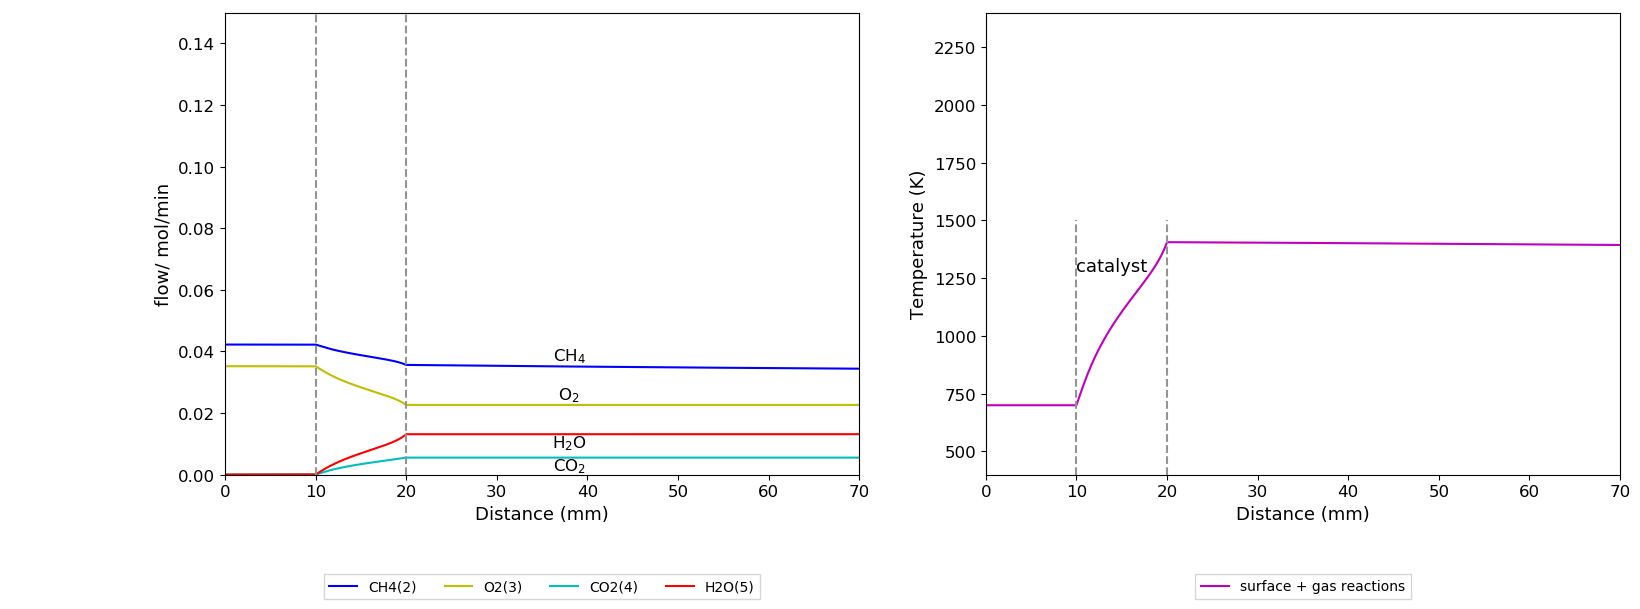 0.14
0.12
0.10
0.08
0.06
0.04
0.02
0.00
flow/ mol/min
CH₄
O₂
H₂O
CO₂
0 10 20 30 40 50 60 70
Distance (mm)
CH4(2) O2(3) CO2(4) H2O(5)
2250
2000
1750
1500
1250
1000
750
500
Temperature (K)
catalyst
0 10 20 30 40 50 60 70
Distance (mm)
surface + gas reactions